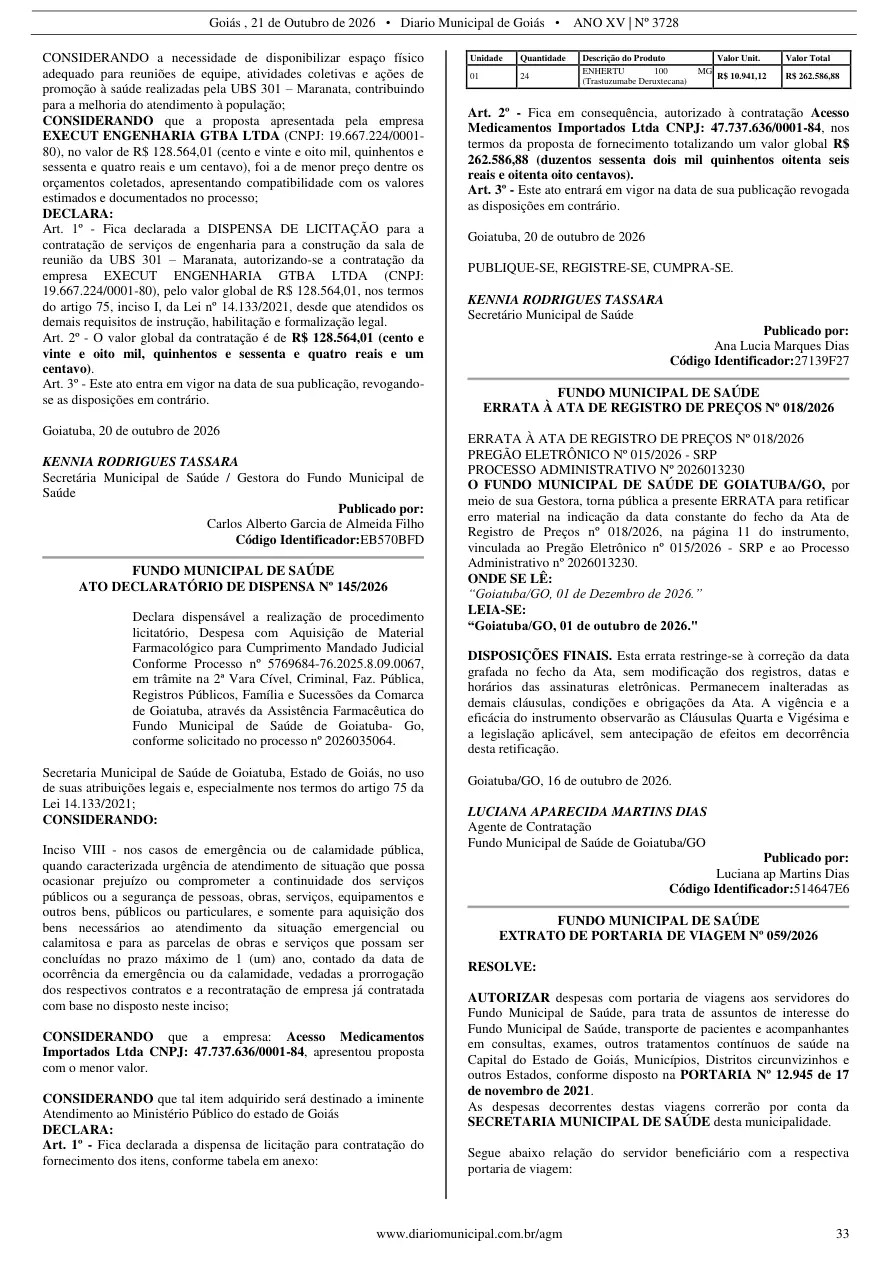 Goiás , 21 de Outubro de 2026 • Diario Municipal de Goiás • ANO XV | Nº 3728
CONSIDERANDO a necessidade de disponibilizar espaço físico
adequado para reuniões de equipe, atividades coletivas e ações de
promoção à saúde realizadas pela UBS 301 – Maranata, contribuindo
para a melhoria do atendimento à população;
CONSIDERANDO que a proposta apresentada pela empresa
EXECUT ENGENHARIA GTBA LTDA (CNPJ: 19.667.224/0001-
80), no valor de R$ 128.564,01 (cento e vinte e oito mil, quinhentos e
sessenta e quatro reais e um centavo), foi a de menor preço dentre os
orçamentos coletados, apresentando compatibilidade com os valores
estimados e documentados no processo;
DECLARA:
Art. 1º - Fica declarada a DISPENSA DE LICITAÇÃO para a
contratação de serviços de engenharia para a construção da sala de
reunião da UBS 301 – Maranata, autorizando-se a contratação da
empresa EXECUT ENGENHARIA GTBA LTDA (CNPJ:
19.667.224/0001-80), pelo valor global de R$ 128.564,01, nos termos
do artigo 75, inciso I, da Lei nº 14.133/2021, desde que atendidos os
demais requisitos de instrução, habilitação e formalização legal.
Art. 2º - O valor global da contratação é de R$ 128.564,01 (cento e
vinte e oito mil, quinhentos e sessenta e quatro reais e um
centavo).
Art. 3º - Este ato entra em vigor na data de sua publicação, revogando-
se as disposições em contrário.
Goiatuba, 20 de outubro de 2026
KENNIA RODRIGUES TASSARA
Secretária Municipal de Saúde / Gestora do Fundo Municipal de
Saúde
Publicado por:
Carlos Alberto Garcia de Almeida Filho
Código Identificador:EB570BFD
FUNDO MUNICIPAL DE SAÚDE
ATO DECLARATÓRIO DE DISPENSA Nº 145/2026
Declara dispensável a realização de procedimento
licitatório, Despesa com Aquisição de Material
Farmacológico para Cumprimento Mandado Judicial
Conforme Processo nº 5769684-76.2025.8.09.0067,
em trâmite na 2ª Vara Cível, Criminal, Faz. Pública,
Registros Públicos, Família e Sucessões da Comarca
de Goiatuba, através da Assistência Farmacêutica do
Fundo Municipal de Saúde de Goiatuba- Go,
conforme solicitado no processo nº 2026035064.
Secretaria Municipal de Saúde de Goiatuba, Estado de Goiás, no uso
de suas atribuições legais e, especialmente nos termos do artigo 75 da
Lei 14.133/2021;
CONSIDERANDO:
Inciso VIII - nos casos de emergência ou de calamidade pública,
quando caracterizada urgência de atendimento de situação que possa
ocasionar prejuízo ou comprometer a continuidade dos serviços
públicos ou a segurança de pessoas, obras, serviços, equipamentos e
outros bens, públicos ou particulares, e somente para aquisição dos
bens necessários ao atendimento da situação emergencial ou
calamitosa e para as parcelas de obras e serviços que possam ser
concluídas no prazo máximo de 1 (um) ano, contado da data de
ocorrência da emergência ou da calamidade, vedadas a prorrogação
dos respectivos contratos e a recontratação de empresa já contratada
com base no disposto neste inciso;
CONSIDERANDO que a empresa: Acesso Medicamentos
Importados Ltda CNPJ: 47.737.636/0001-84, apresentou proposta
com o menor valor.
CONSIDERANDO que tal item adquirido será destinado a iminente
Atendimento ao Ministério Público do estado de Goiás
DECLARA:
Art. 1º - Fica declarada a dispensa de licitação para contratação do
fornecimento dos itens, conforme tabela em anexo:
Unidade Quantidade Descrição do Produto Valor Unit. Valor Total
01 24 ENHERTU 100 MG (Trastuzumabe Deruxtecana) R$ 10.941,12 R$ 262.586,88
Art. 2º - Fica em consequência, autorizado à contratação Acesso
Medicamentos Importados Ltda CNPJ: 47.737.636/0001-84, nos
termos da proposta de fornecimento totalizando um valor global R$
262.586,88 (duzentos sessenta dois mil quinhentos oitenta seis
reais e oitenta oito centavos).
Art. 3º - Este ato entrará em vigor na data de sua publicação revogada
as disposições em contrário.
Goiatuba, 20 de outubro de 2026
PUBLIQUE-SE, REGISTRE-SE, CUMPRA-SE.
KENNIA RODRIGUES TASSARA
Secretário Municipal de Saúde
Publicado por:
Ana Lucia Marques Dias
Código Identificador:27139F27
FUNDO MUNICIPAL DE SAÚDE
ERRATA À ATA DE REGISTRO DE PREÇOS Nº 018/2026
ERRATA À ATA DE REGISTRO DE PREÇOS Nº 018/2026
PREGÃO ELETRÔNICO Nº 015/2026 - SRP
PROCESSO ADMINISTRATIVO Nº 2026013230
O FUNDO MUNICIPAL DE SAÚDE DE GOIATUBA/GO, por
meio de sua Gestora, torna pública a presente ERRATA para retificar
erro material na indicação da data constante do fecho da Ata de
Registro de Preços nº 018/2026, na página 11 do instrumento,
vinculada ao Pregão Eletrônico nº 015/2026 - SRP e ao Processo
Administrativo nº 2026013230.
ONDE SE LÊ:
“Goiatuba/GO, 01 de Dezembro de 2026.”
LEIA-SE:
“Goiatuba/GO, 01 de outubro de 2026."
DISPOSIÇÕES FINAIS. Esta errata restringe-se à correção da data
grafada no fecho da Ata, sem modificação dos registros, datas e
horários das assinaturas eletrônicas. Permanecem inalteradas as
demais cláusulas, condições e obrigações da Ata. A vigência e a
eficácia do instrumento observarão as Cláusulas Quarta e Vigésima e
a legislação aplicável, sem antecipação de efeitos em decorrência
desta retificação.
Goiatuba/GO, 16 de outubro de 2026.
LUCIANA APARECIDA MARTINS DIAS
Agente de Contratação
Fundo Municipal de Saúde de Goiatuba/GO
Publicado por:
Luciana ap Martins Dias
Código Identificador:514647E6
FUNDO MUNICIPAL DE SAÚDE
EXTRATO DE PORTARIA DE VIAGEM Nº 059/2026
RESOLVE:
AUTORIZAR despesas com portaria de viagens aos servidores do
Fundo Municipal de Saúde, para trata de assuntos de interesse do
Fundo Municipal de Saúde, transporte de pacientes e acompanhantes
em consultas, exames, outros tratamentos contínuos de saúde na
Capital do Estado de Goiás, Municípios, Distritos circunvizinhos e
outros Estados, conforme disposto na PORTARIA Nº 12.945 de 17
de novembro de 2021.
As despesas decorrentes destas viagens correrão por conta da
SECRETARIA MUNICIPAL DE SAÚDE desta municipalidade.
Segue abaixo relação do servidor beneficiário com a respectiva
portaria de viagem:
www.diariomunicipal.com.br/agm 33